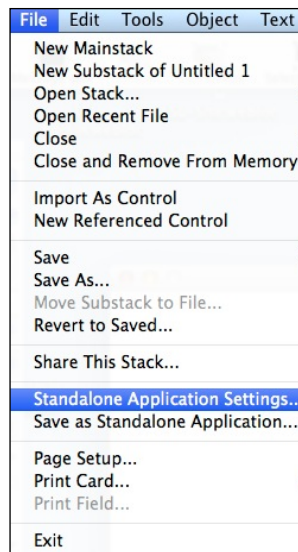 File Edit Tools Object Text
New Mainstack
New Substack of Untitled 1
Open Stack...
Open Recent File
Close
Close and Remove From Memory
Import As Control
New Referenced Control
Save
Save As...
Move Substack to File...
Revert to Saved...
Share This Stack...
Standalone Application Settings..
Save as Standalone Application...
Page Setup...
Print Card...
Print Field...
Exit